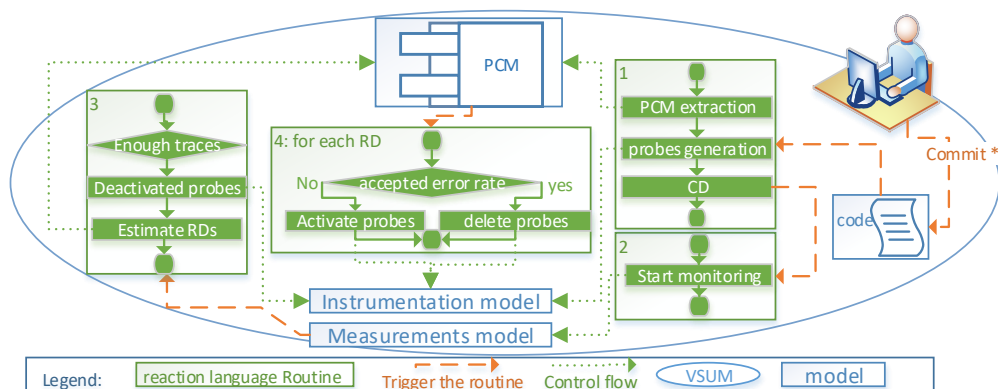 PCM
1
PCM extraction
probes generation
CD
3
Enough traces
Deactivated probes
Estimate RDs
4: for each RD
accepted error rate
No
yes
Activate probes
delete probes
2
Start monitoring
Commit *
code
Instrumentation model
Measurements model
Legend:
reaction language Routine
Trigger the routine
Control flow
VSUM
model